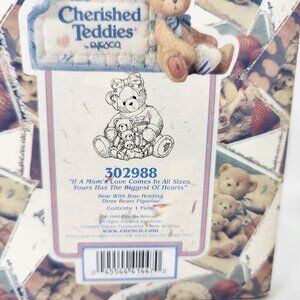 Cherished
Teddies
by ENESCO
302988
"If A Mom's Love Comes In All Sizes,
Yours Has The Biggest Of Hearts"
Bear With Bow Holding
Three Bears Figurine
Contents: 1 Piece
www.enesco.com